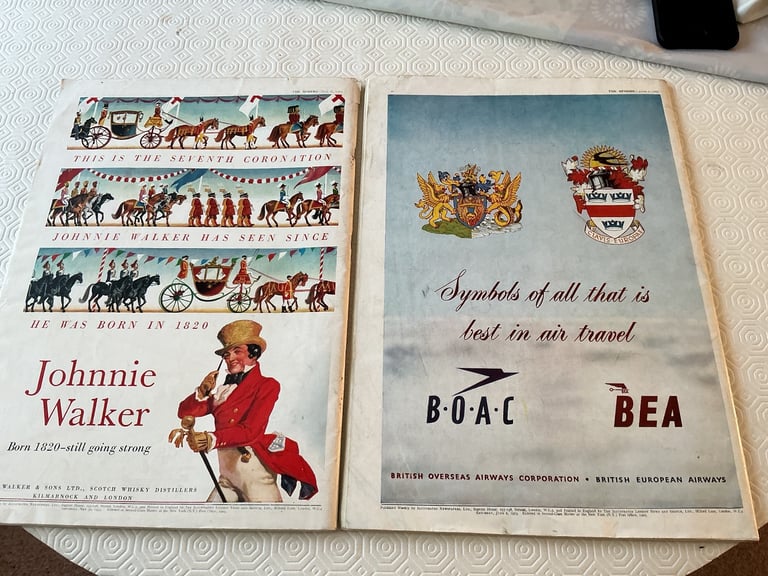 THIS IS THE SEVENTH CORONATION
JOHNNIE WALKER HAS SEEN SINCE
HE WAS BORN IN 1820
Johnnie
Walker
Born 1820–still going strong
WALKER & SONS LTD., SCOTCH WHISKY DISTILLERS
KILMARNOCK AND LONDON
Symbols of all that is
best in air travel
B·O·A·C
BEA
BRITISH OVERSEAS AIRWAYS CORPORATION • BRITISH EUROPEAN AIRWAYS